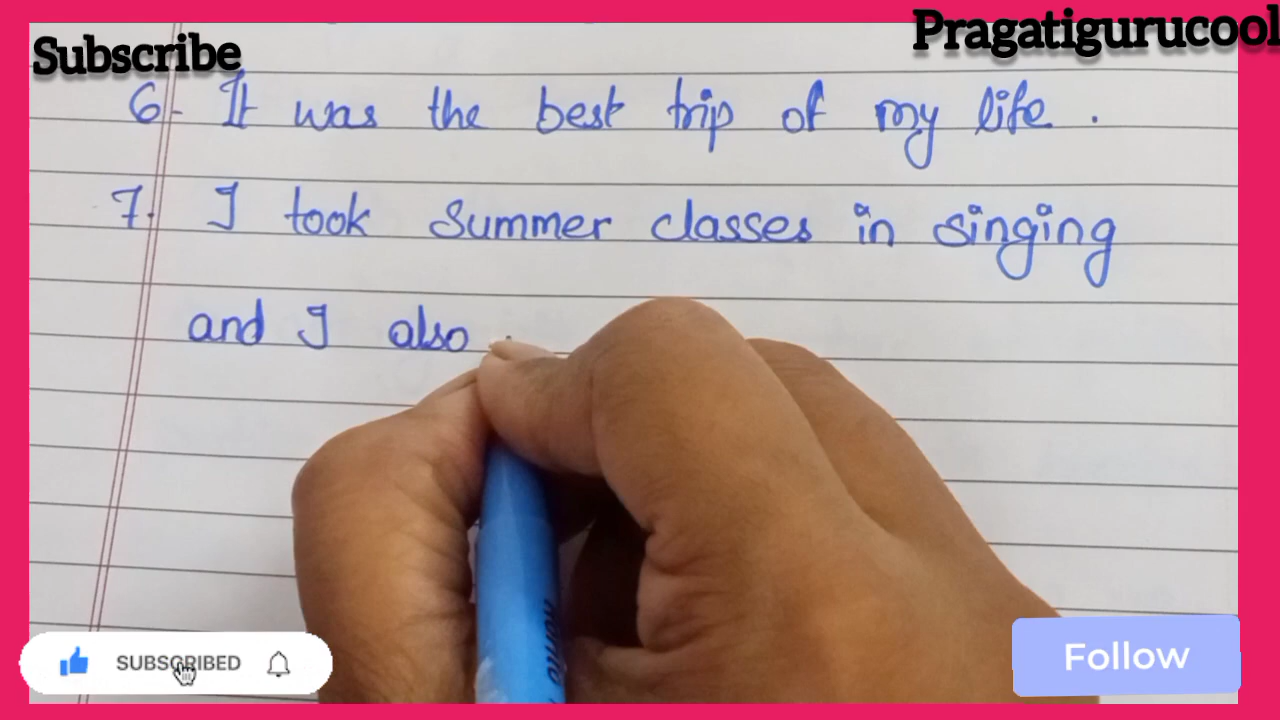 Subscribe
Pragatigurucool
6- It was the best trip of my life .
7. I took Summer classes in singing
and I also
SUBSCRIBED
Follow